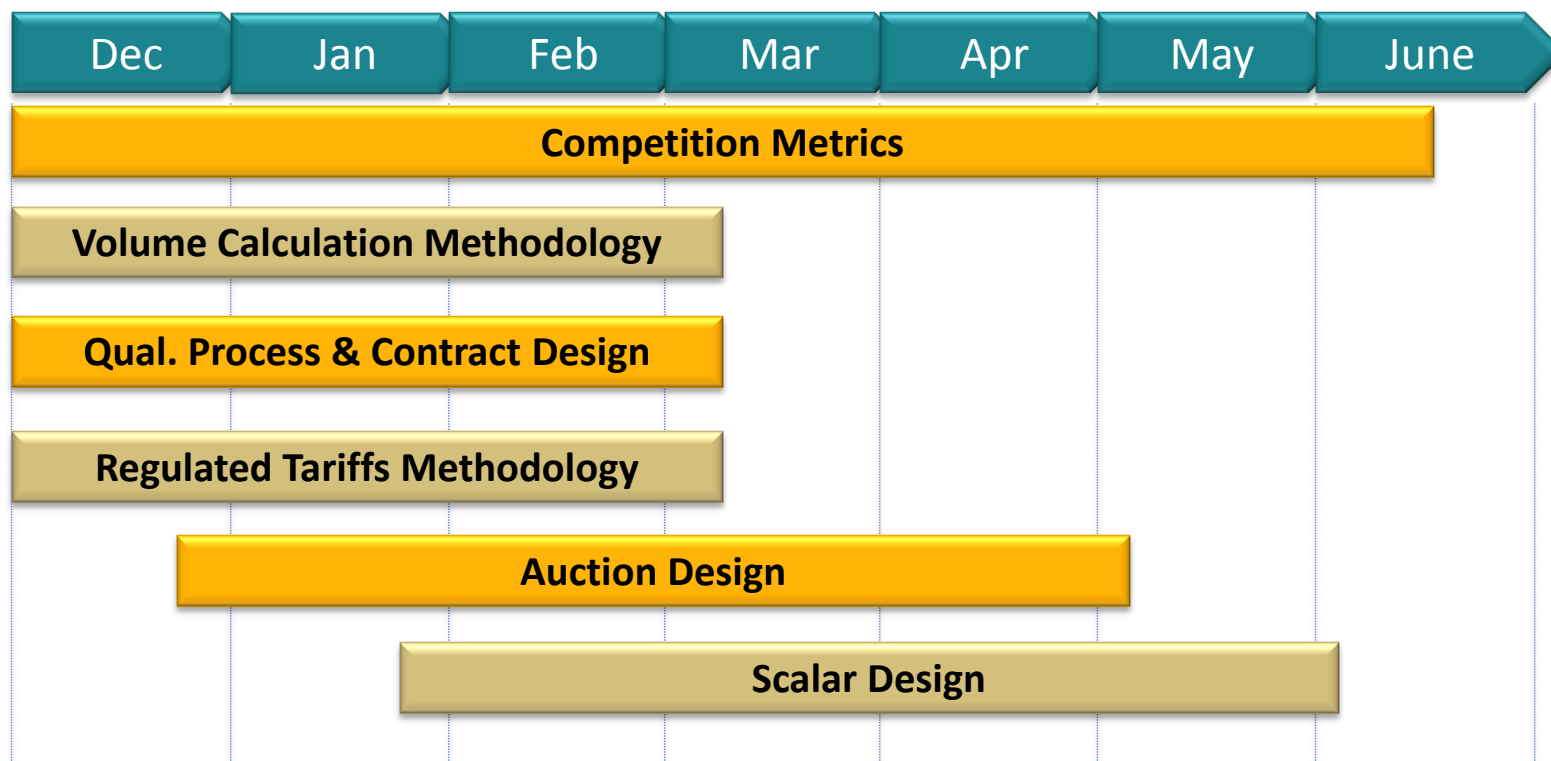 Dec Jan Feb Mar Apr May June
Competition Metrics
Volume Calculation Methodology
Qual. Process & Contract Design
Regulated Tariffs Methodology
Auction Design
Scalar Design